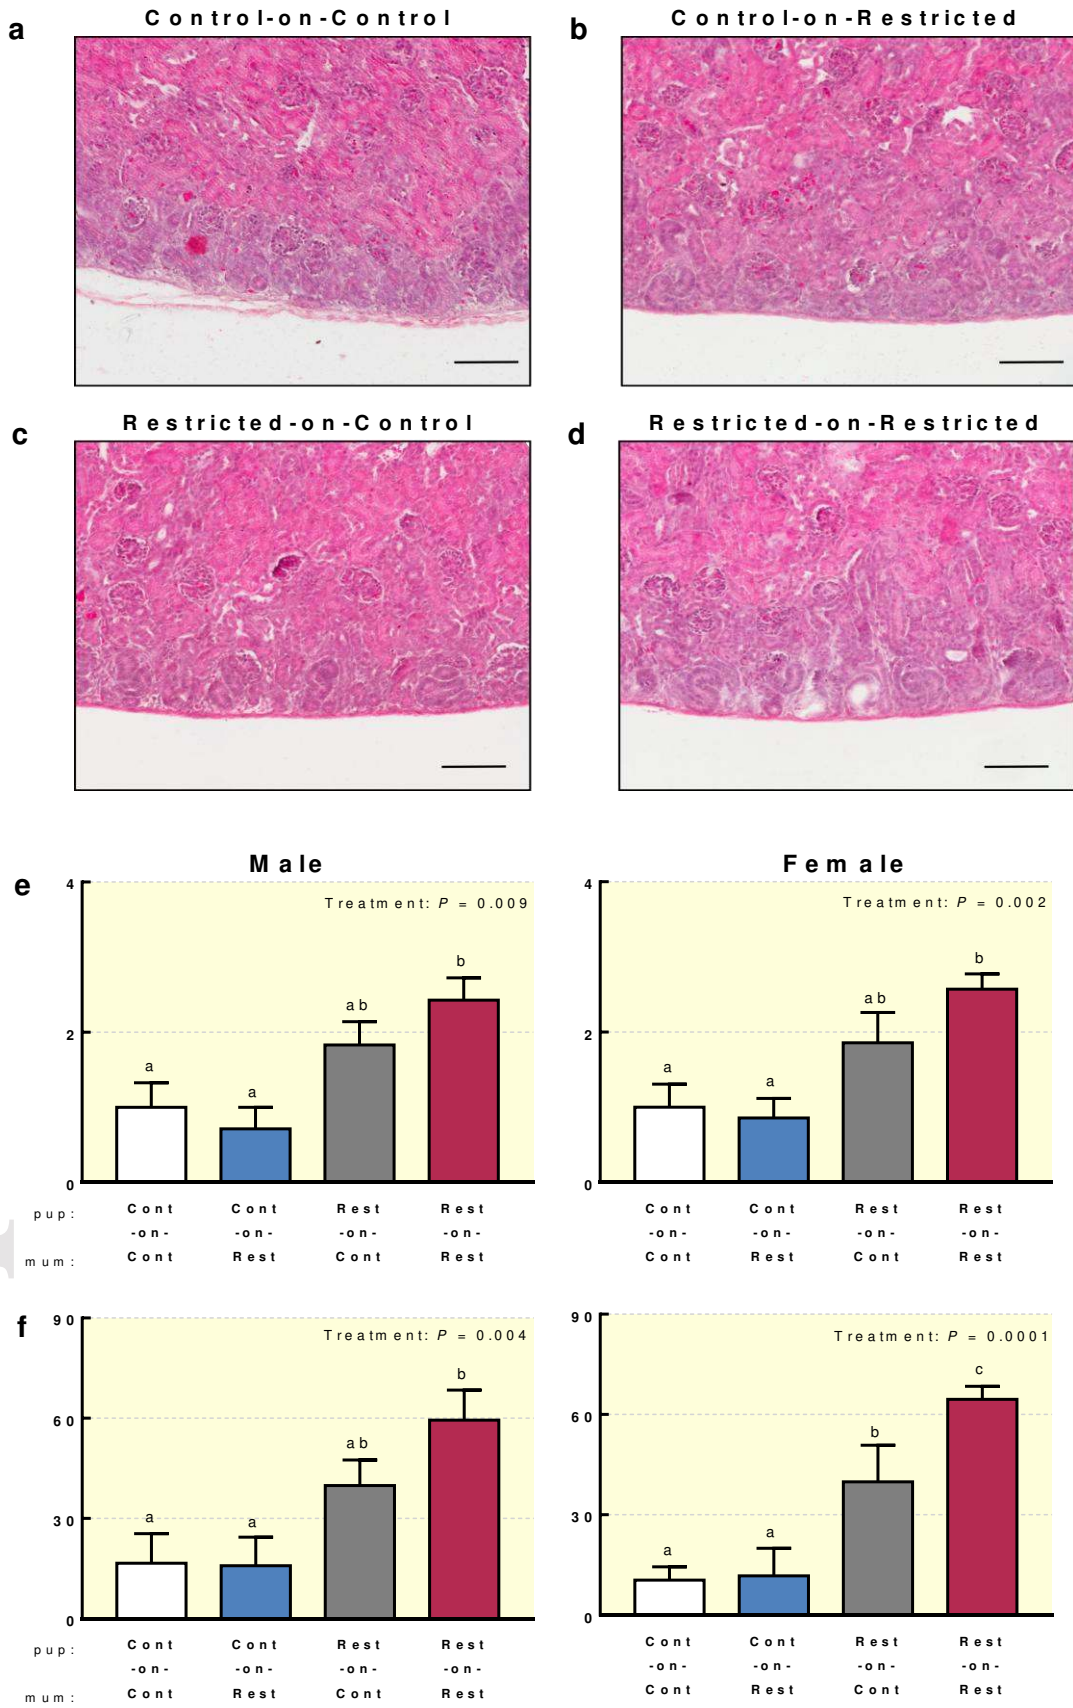 a
Control-on-Control
b
Control-on-Restricted
c
Restricted-on-Control
d
Restricted-on-Restricted
e
Male
4
2
0
Treatment: P = 0.009
a
a
ab
b
pup: Cont Cont Rest Rest
-on- -on- -on- -on-
mum: Cont Rest Cont Rest
Female
4
2
0
Treatment: P = 0.002
a
a
ab
b
Cont Cont Rest Rest
-on- -on- -on- -on-
Cont Rest Cont Rest
f
90
60
30
0
Treatment: P = 0.004
a
a
ab
b
pup: Cont Cont Rest Rest
-on- -on- -on- -on-
mum: Cont Rest Cont Rest
90
60
30
0
Treatment: P = 0.0001
a
a
b
c
Cont Cont Rest Rest
-on- -on- -on- -on-
Cont Rest Cont Rest